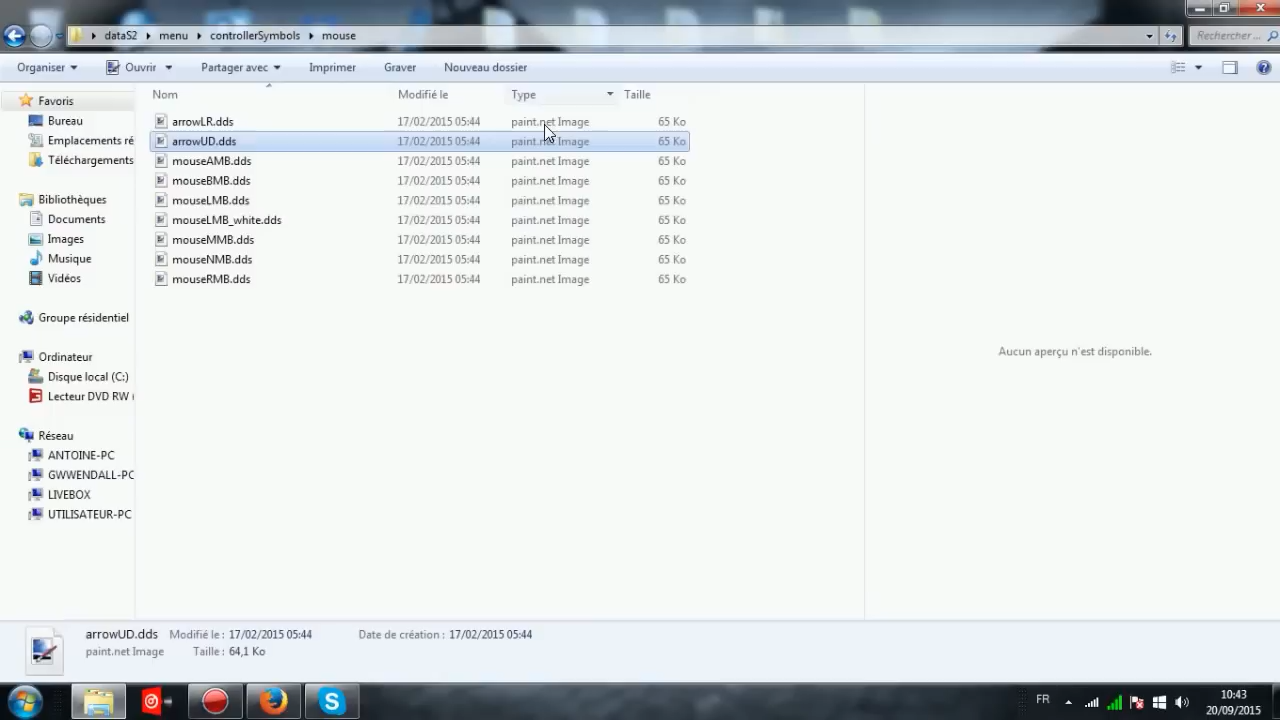 dataS2 menu controllerSymbols mouse Rechercher ...
Organiser Ouvrir Partager avec Imprimer Graver Nouveau dossier
Nom Modifié le Type Taille
arrowLR.dds 17/02/2015 05:44 paint.net Image 65 Ko
arrowUD.dds 17/02/2015 05:44 paint.net Image 65 Ko
mouseAMB.dds 17/02/2015 05:44 paint.net Image 65 Ko
mouseBMB.dds 17/02/2015 05:44 paint.net Image 65 Ko
mouseLMB.dds 17/02/2015 05:44 paint.net Image 65 Ko
mouseLMB_white.dds 17/02/2015 05:44 paint.net Image 65 Ko
mouseMMB.dds 17/02/2015 05:44 paint.net Image 65 Ko
mouseNMB.dds 17/02/2015 05:44 paint.net Image 65 Ko
mouseRMB.dds 17/02/2015 05:44 paint.net Image 65 Ko
Favoris
Bureau
Emplacements ré
Téléchargements
Bibliothèques
Documents
Images
Musique
Vidéos
Groupe résidentiel
Ordinateur
Disque local (C:)
Lecteur DVD RW (
Réseau
ANTOINE-PC
GWWENDALL-PC
LIVEBOX
UTILISATEUR-PC
Aucun aperçu n'est disponible.
arrowUD.dds Modifié le : 17/02/2015 05:44 Date de création : 17/02/2015 05:44
paint.net Image Taille : 64,1 Ko
FR 10:43
20/09/2015